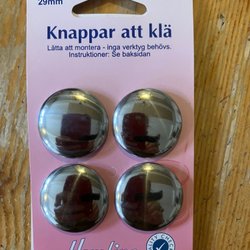 29mm
Knappar att klä
Lätta att montera - inga verktyg behövs.
Instruktioner: Se baksidan